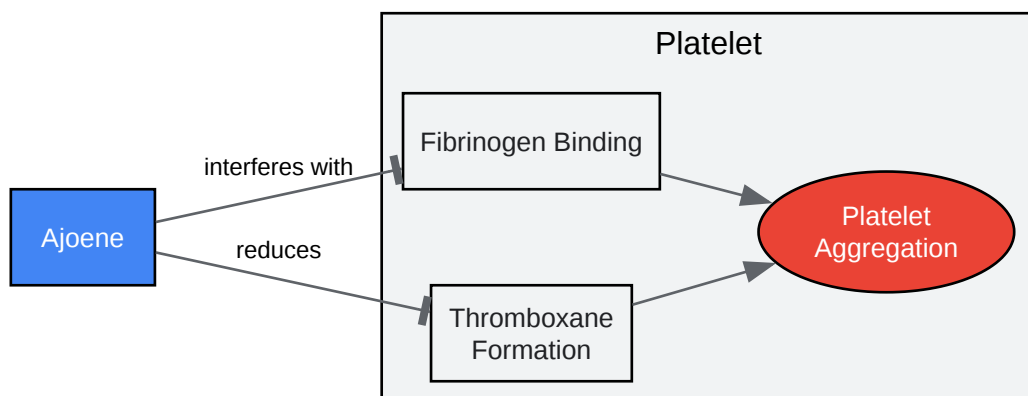 Platelet
Fibrinogen Binding
interferes with
Ajoene
reduces
Platelet
Aggregation
Thromboxane
Formation